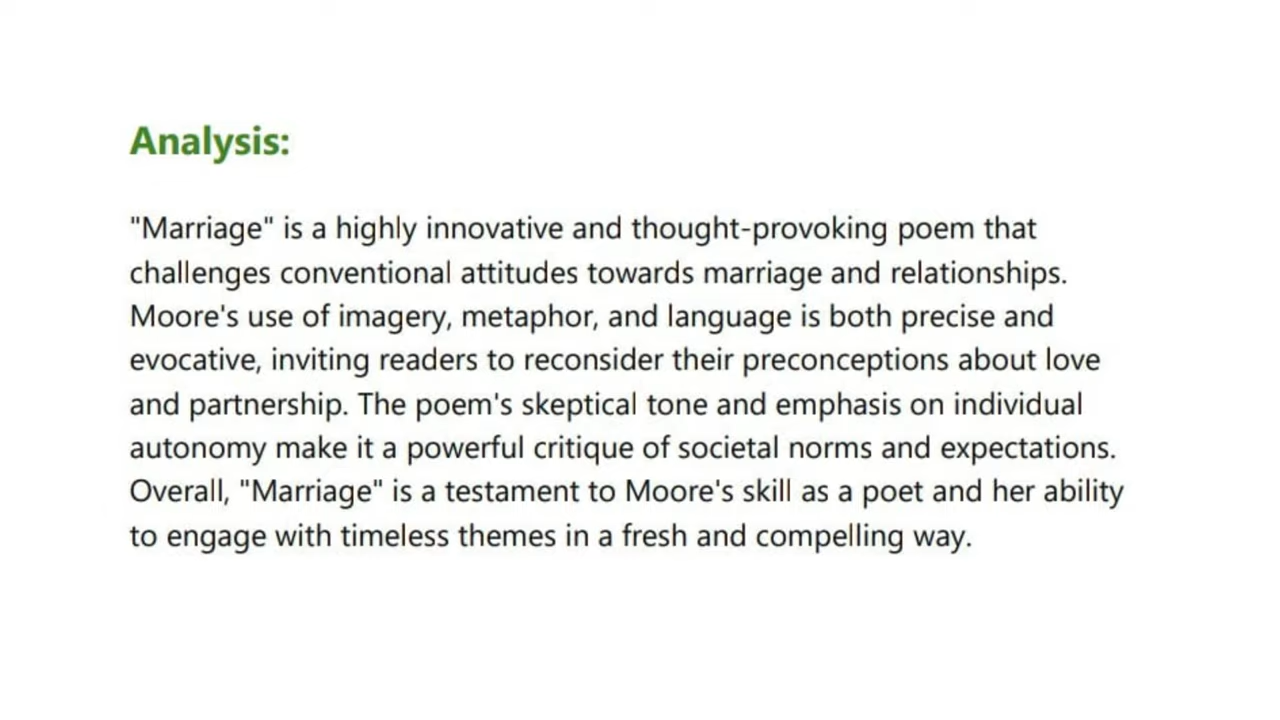 Analysis:
"Marriage" is a highly innovative and thought-provoking poem that
challenges conventional attitudes towards marriage and relationships.
Moore's use of imagery, metaphor, and language is both precise and
evocative, inviting readers to reconsider their preconceptions about love
and partnership. The poem's skeptical tone and emphasis on individual
autonomy make it a powerful critique of societal norms and expectations.
Overall, "Marriage" is a testament to Moore's skill as a poet and her ability
to engage with timeless themes in a fresh and compelling way.